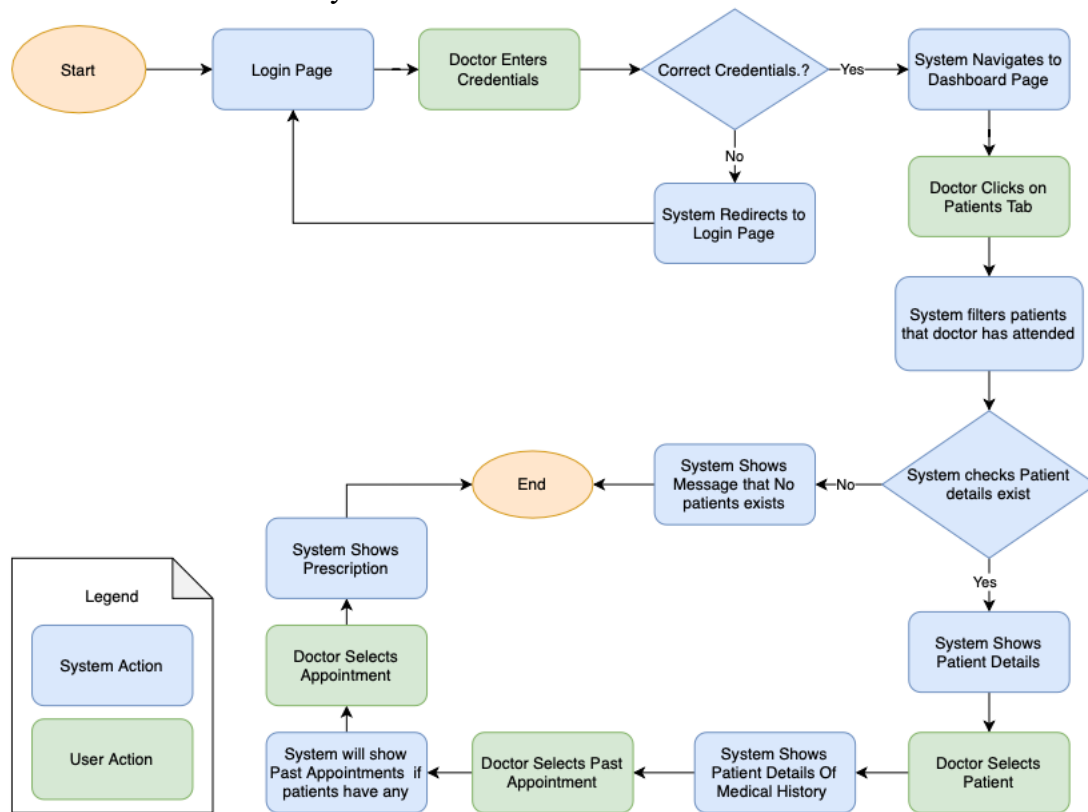 Start
Login Page
Doctor Enters
Credentials
Correct Credentials.?
Yes
System Navigates to
Dashboard Page
No
System Redirects to
Login Page
Doctor Clicks on
Patients Tab
System filters patients
that doctor has attended
System checks Patient
details exist
No
System Shows
Message that No
patients exists
End
Yes
System Shows
Patient Details
Doctor Selects
Patient
System Shows
Patient Details Of
Medical History
Doctor Selects Past
Appointment
System will show
Past Appointments if
patients have any
Doctor Selects
Appointment
System Shows
Prescription
Legend
System Action
User Action